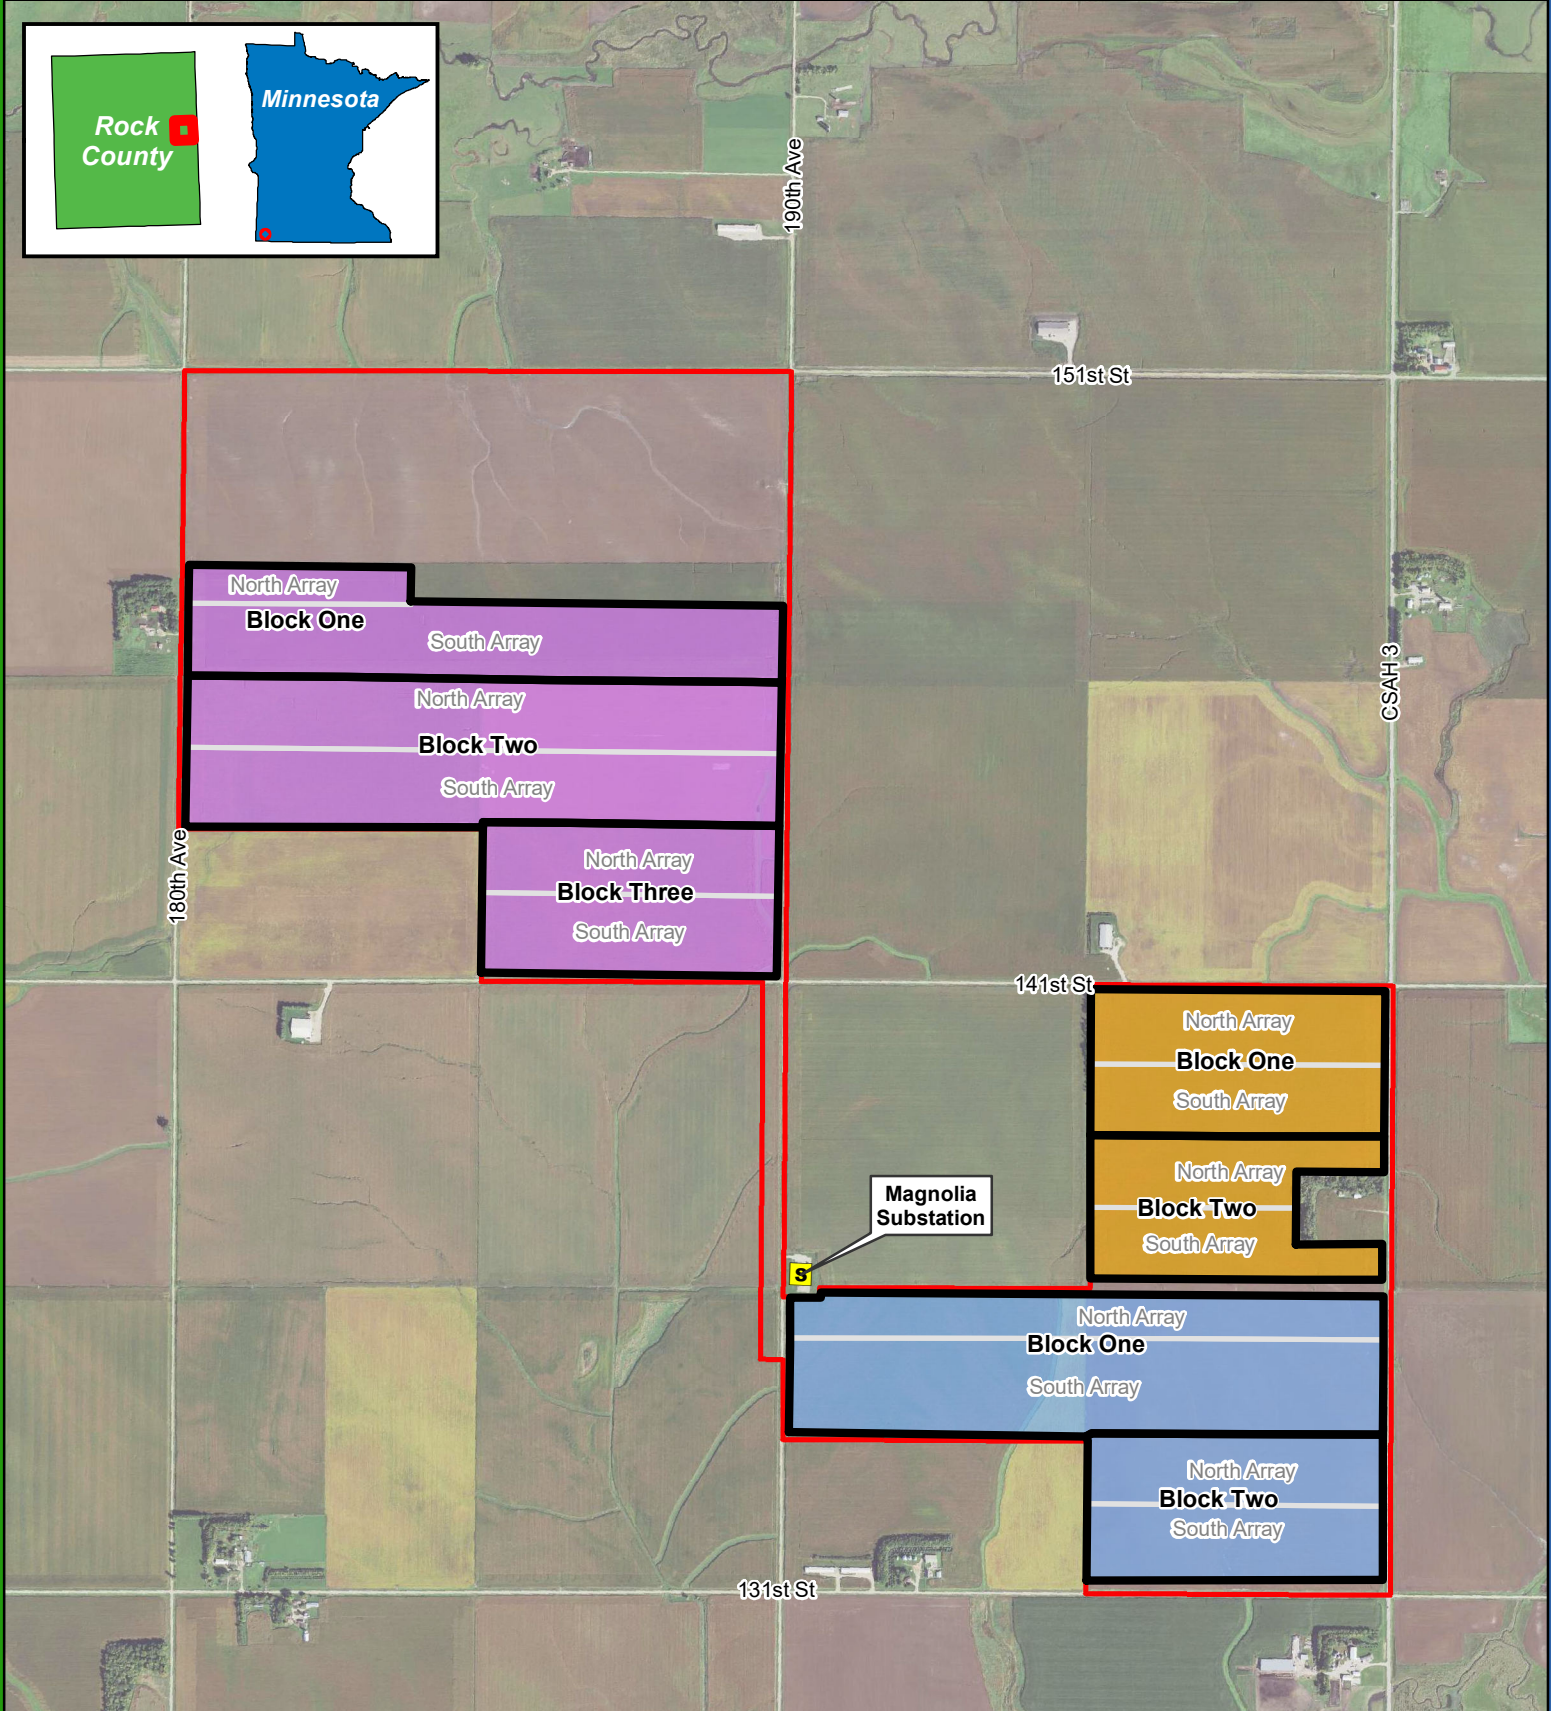 Rock
County
Minnesota
190th Ave
151st St
North Array
Block One
South Array
CSAH 3
North Array
Block Two
South Array
180th Ave
North Array
Block Three
South Array
141st St
North Array
Block One
South Array
North Array
Block Two
South Array
Magnolia
Substation
S
North Array
Block One
South Array
North Array
Block Two
South Array
131st St